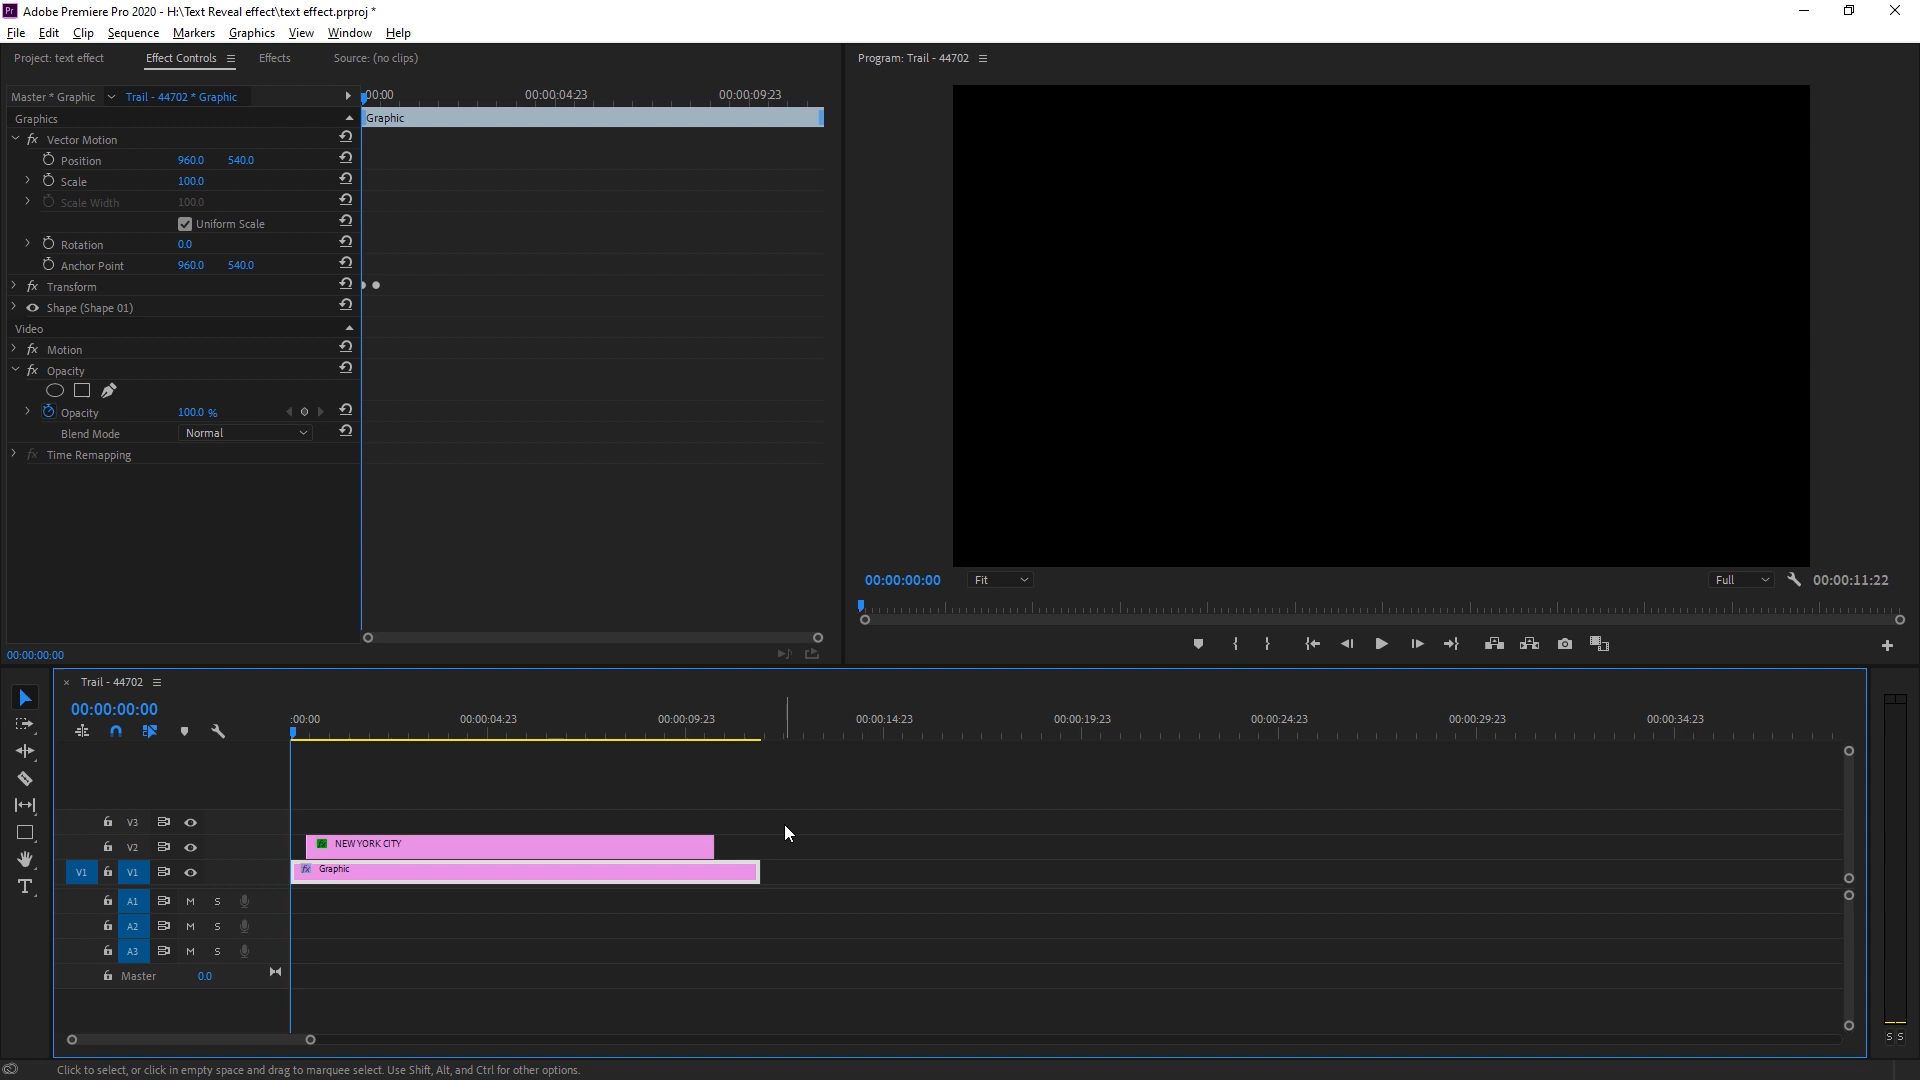 Pr Adobe Premiere Pro 2020 - H:\Text Reveal effect\text effect.prproj *
File Edit Clip Sequence Markers Graphics View Window Help
Project: text effect Effect Controls Effects Source: (no clips)
Program: Trail - 44702
Master * Graphic Trail - 44702 * Graphic
:00:00 00:00:04:23 00:00:09:23
Graphics
Graphic
fx Vector Motion
Position 960.0 540.0
Scale 100.0
Scale Width 100.0
Uniform Scale
Rotation 0.0
Anchor Point 960.0 540.0
fx Transform
Shape (Shape 01)
Video
fx Motion
fx Opacity
Opacity 100.0 %
Blend Mode Normal
fx Time Remapping
00:00:00:00 Fit Full 00:00:11:22
00:00:00:00
× Trail - 44702
00:00:00:00
:00:00 00:00:04:23 00:00:09:23 00:00:14:23 00:00:19:23 00:00:24:23 00:00:29:23 00:00:34:23
V3
V2 fx NEW YORK CITY
V1 V1 fx Graphic
A1 M S
A2 M S
A3 M S
Master 0.0
S S
Click to select, or click in empty space and drag to marquee select. Use Shift, Alt, and Ctrl for other options.